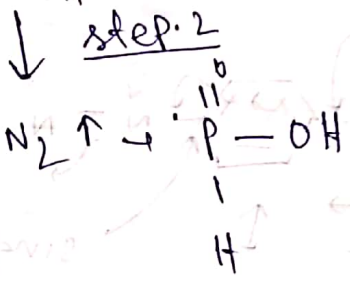 ↓ step.2
O
||
N2 ↑ + •P — OH
|
H